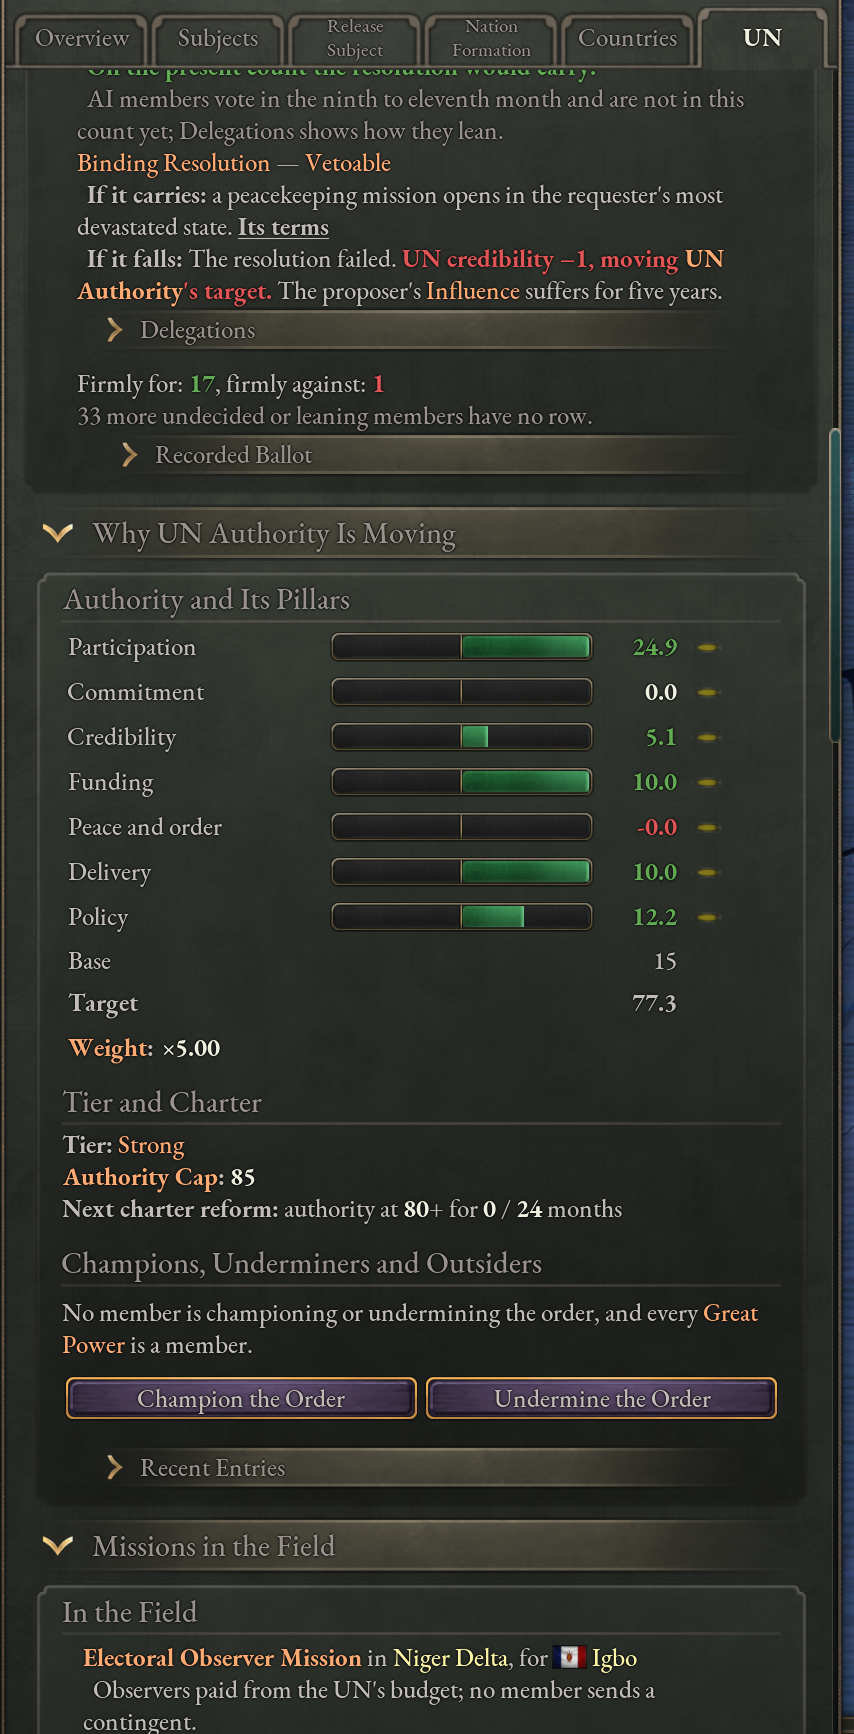 Overview
Subjects
Release
Subject
Nation
Formation
Countries
UN
On the present count the resolution would carry.
AI members vote in the ninth to eleventh month and are not in this
count yet; Delegations shows how they lean.
Binding Resolution — Vetoable
If it carries: a peacekeeping mission opens in the requester's most
devastated state. Its terms
If it falls: The resolution failed. UN credibility −1, moving UN
Authority's target. The proposer's Influence suffers for five years.
Delegations
Firmly for: 17, firmly against: 1
33 more undecided or leaning members have no row.
Recorded Ballot
Why UN Authority Is Moving
Authority and Its Pillars
Participation 24.9
Commitment 0.0
Credibility 5.1
Funding 10.0
Peace and order -0.0
Delivery 10.0
Policy 12.2
Base 15
Target 77.3
Weight: ×5.00
Tier and Charter
Tier: Strong
Authority Cap: 85
Next charter reform: authority at 80+ for 0 / 24 months
Champions, Underminers and Outsiders
No member is championing or undermining the order, and every Great
Power is a member.
Champion the Order
Undermine the Order
Recent Entries
Missions in the Field
In the Field
Electoral Observer Mission in Niger Delta, for Igbo
Observers paid from the UN's budget; no member sends a
contingent.